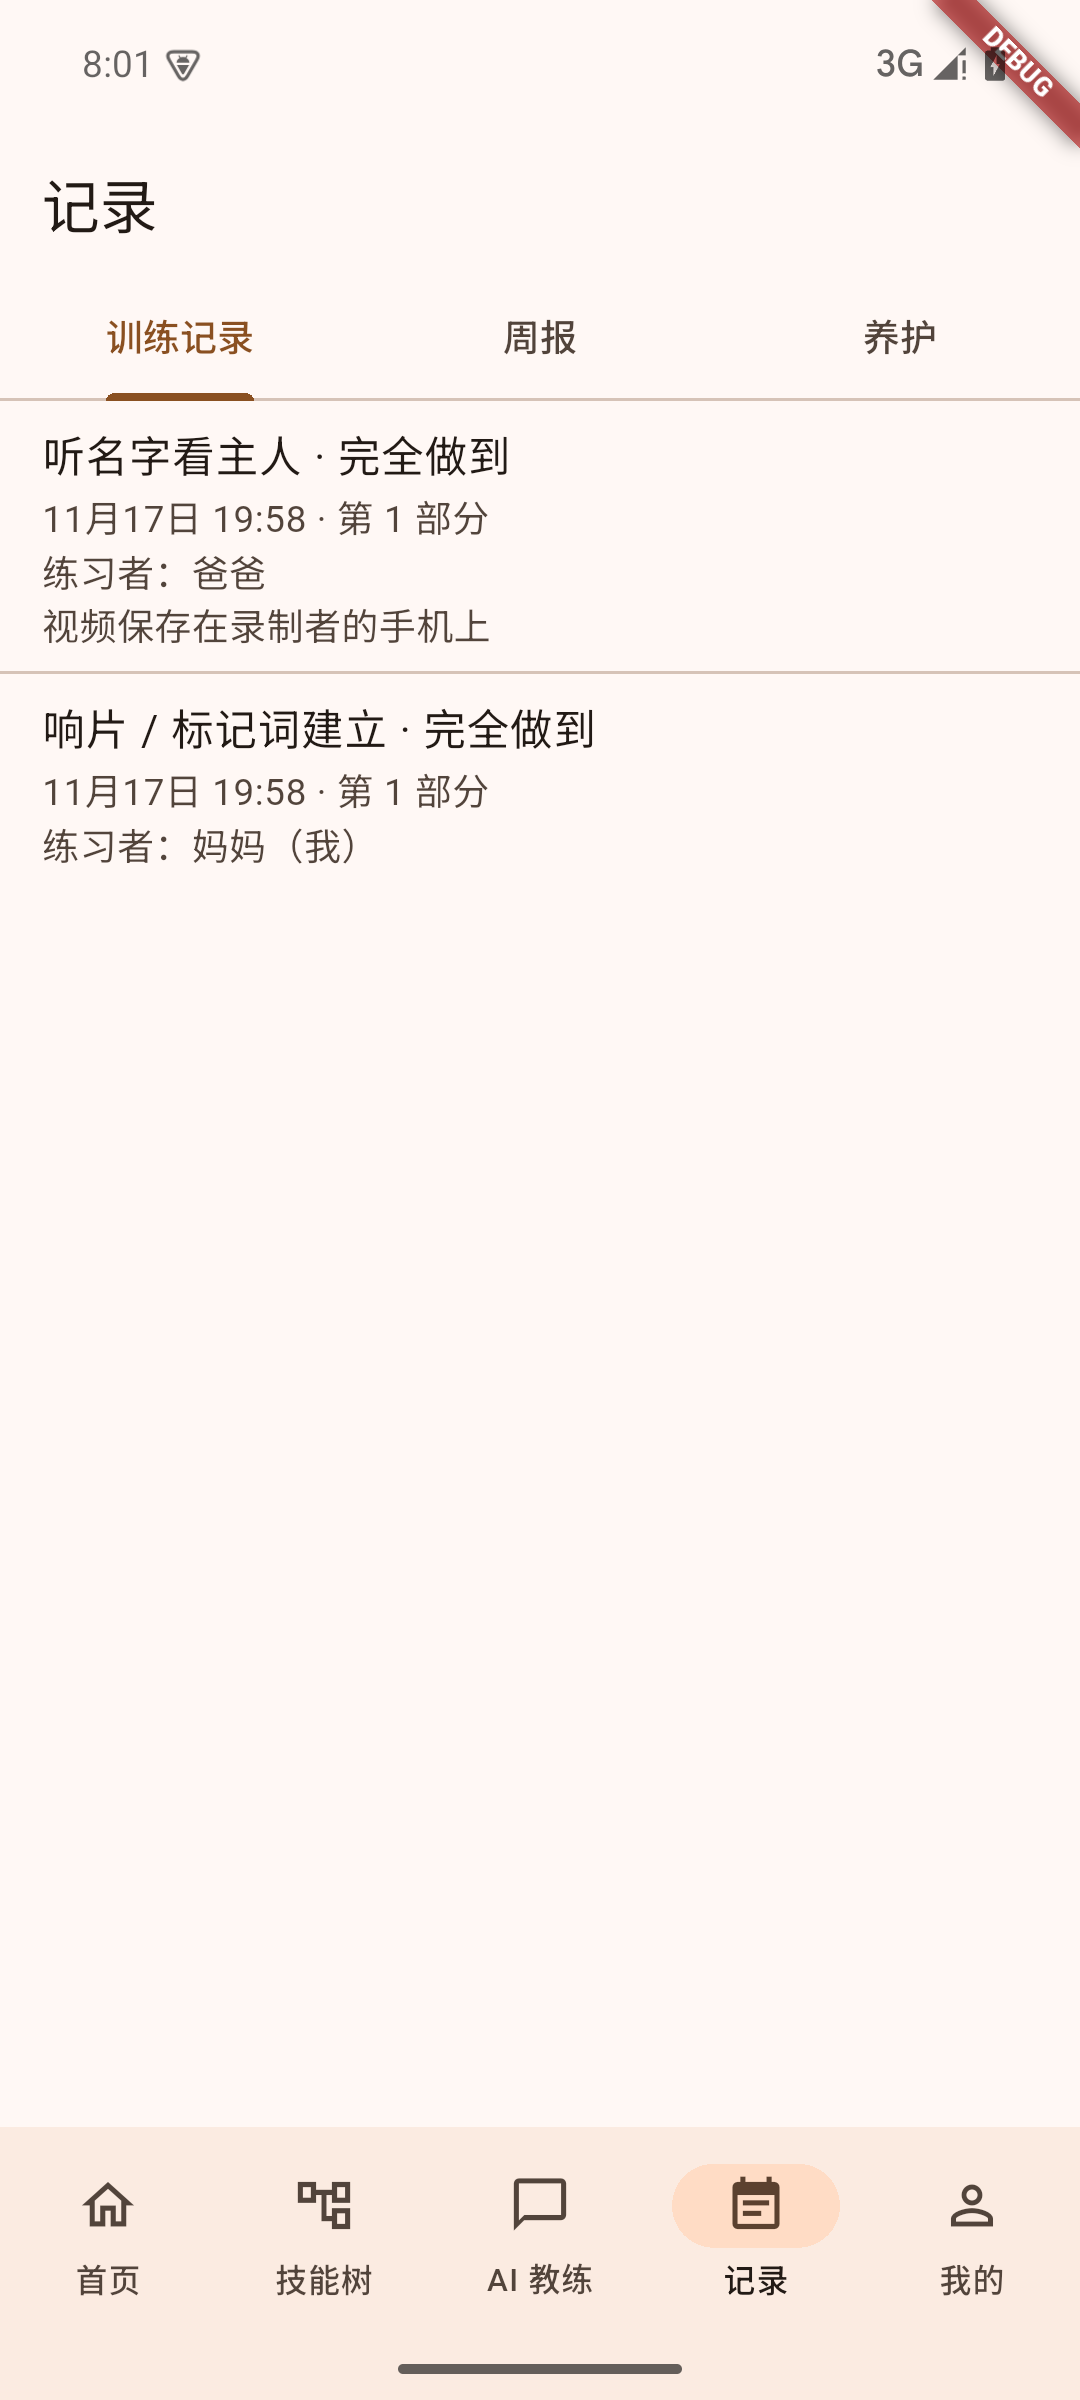 8:01
3G
DEBUG
记录
训练记录
周报
养护
听名字看主人 · 完全做到
11月17日 19:58 · 第 1 部分
练习者：爸爸
视频保存在录制者的手机上
响片 / 标记词建立 · 完全做到
11月17日 19:58 · 第 1 部分
练习者：妈妈（我）
首页
技能树
AI 教练
记录
我的